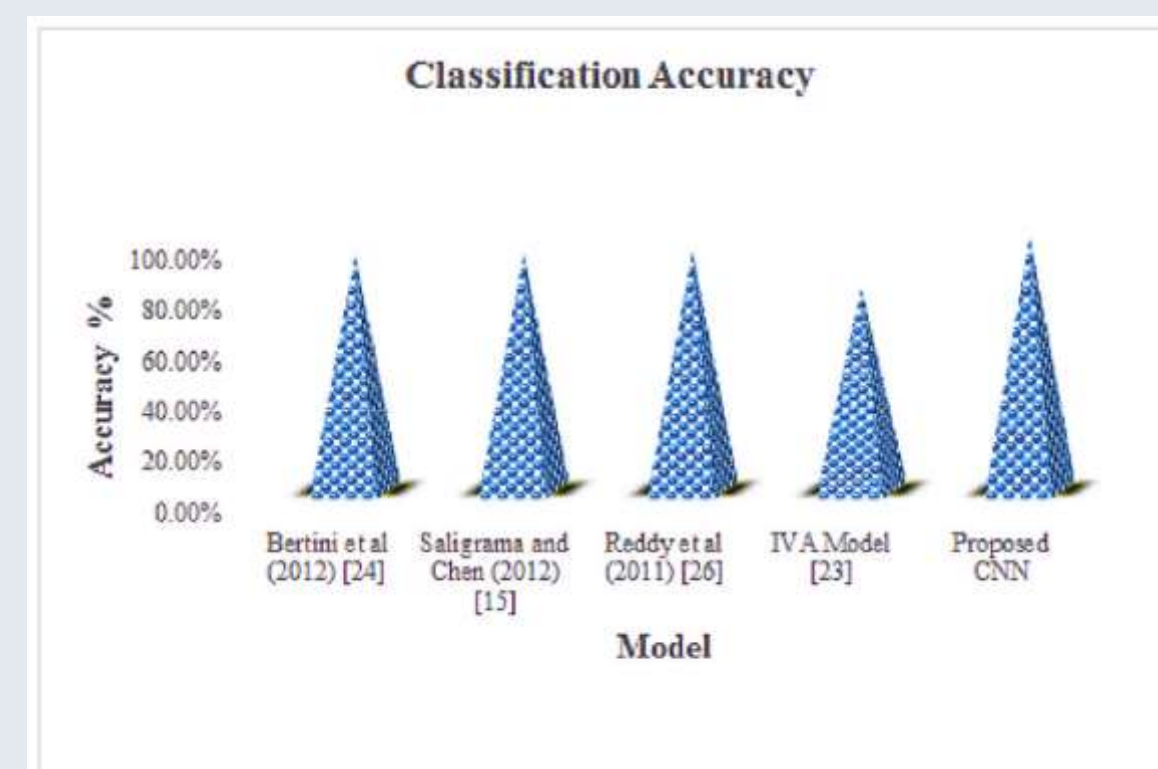 Classification Accuracy
100.00%
80.00%
60.00%
40.00%
20.00%
0.00%
Accuracy %
Bertini et al
(2012) [24]
Saligrama and
Chen (2012)
[15]
Reddy et al
(2011) [26]
IVA Model
[23]
Proposed
CNN
Model